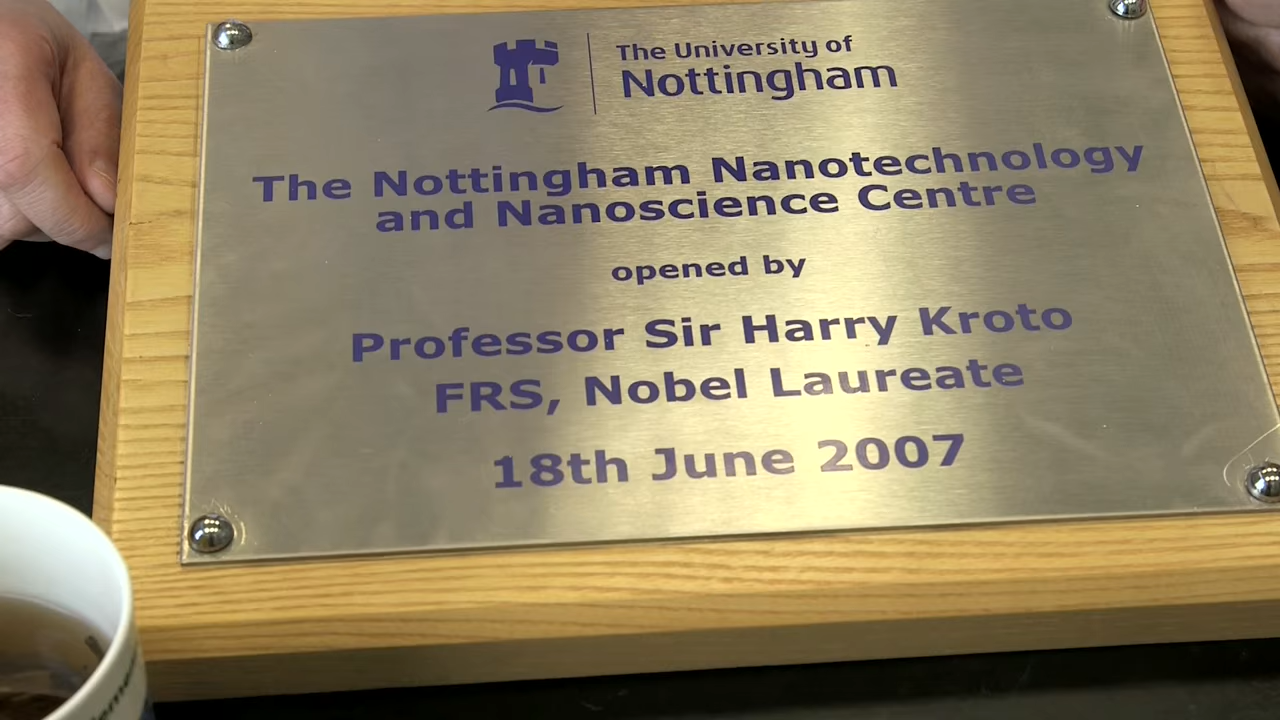 The University of
Nottingham
The Nottingham Nanotechnology
and Nanoscience Centre
opened by
Professor Sir Harry Kroto
FRS, Nobel Laureate
18th June 2007